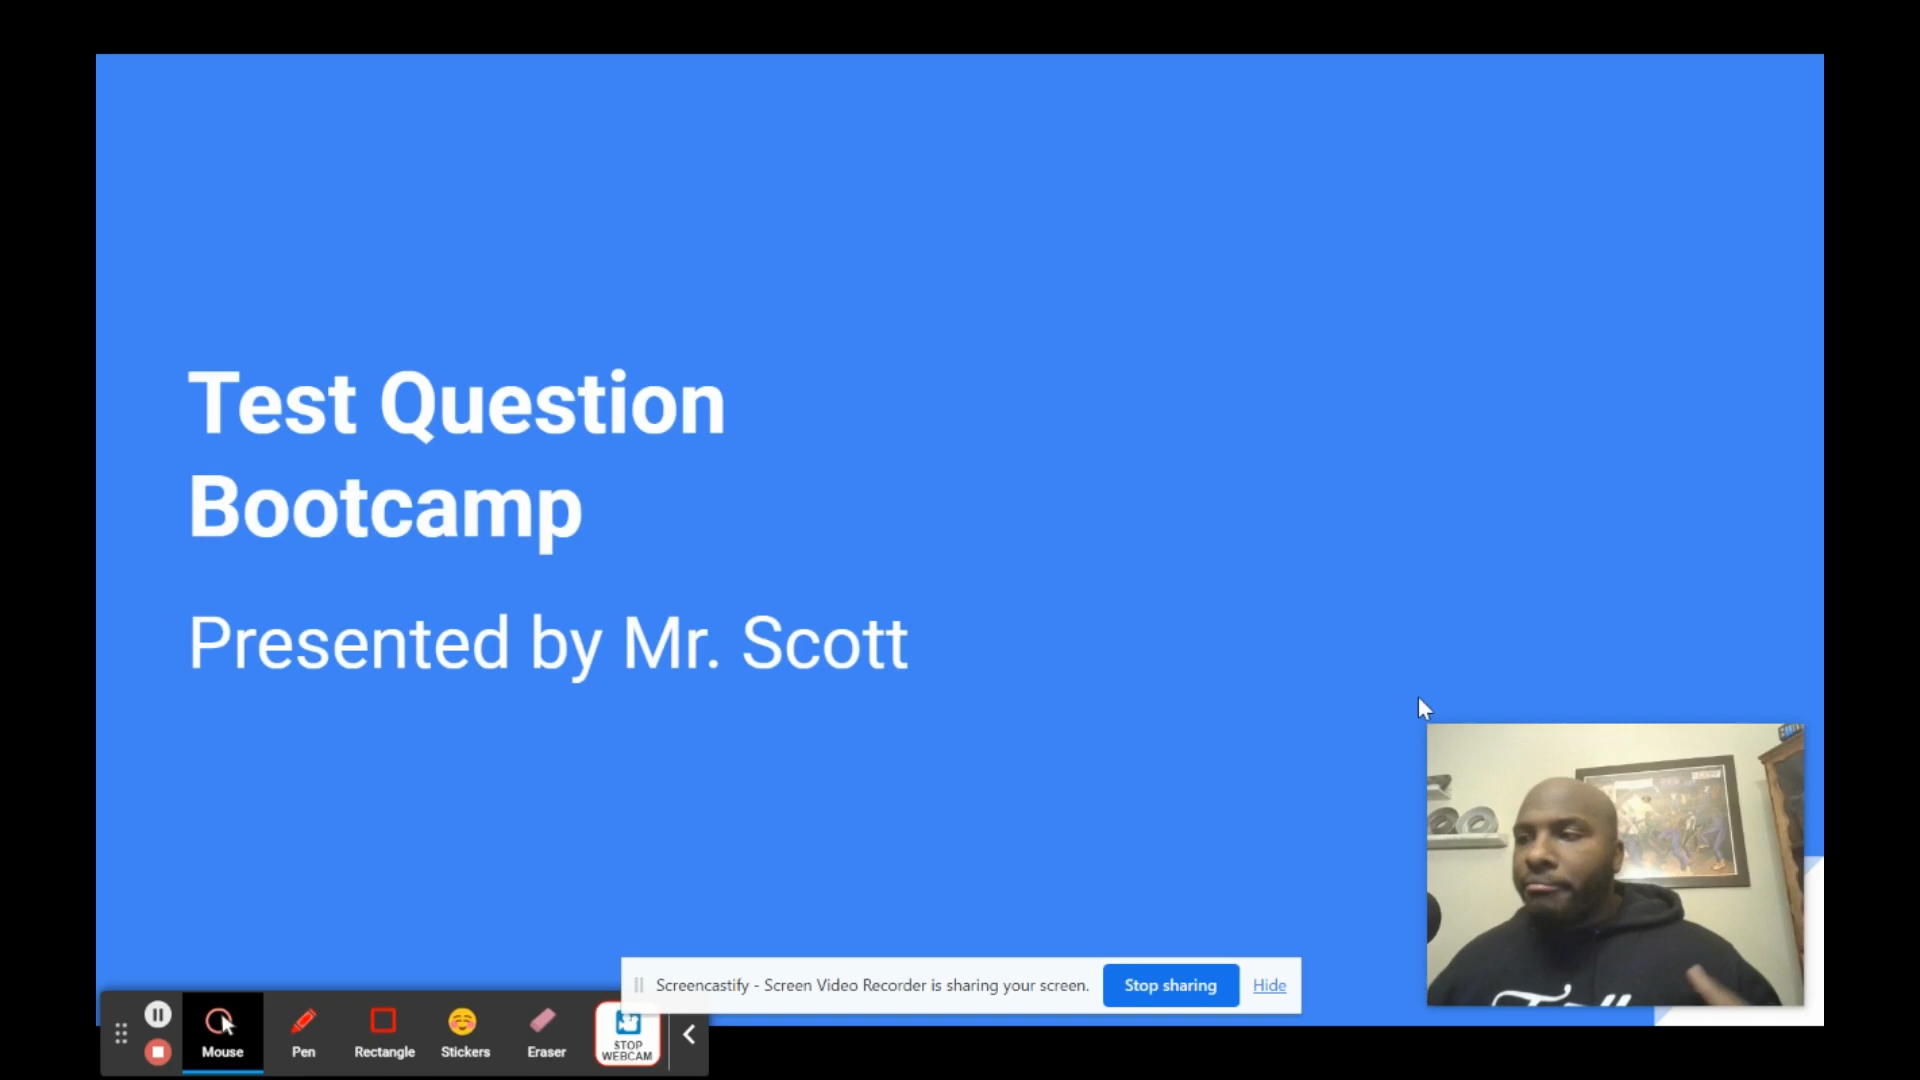 Test Question
Bootcamp
Presented by Mr. Scott
Screencastify - Screen Video Recorder is sharing your screen.
Stop sharing
Hide
Mouse
Pen
Rectangle
Stickers
Eraser
STOP
WEBCAM